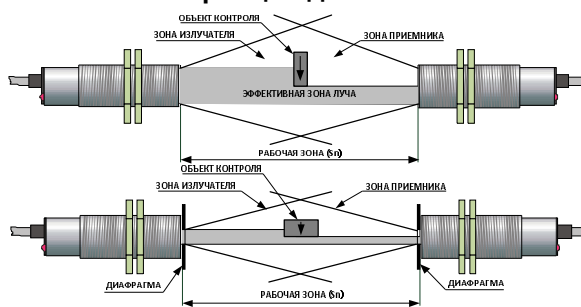 ОБЪЕКТ КОНТРОЛЯ
ЗОНА ИЗЛУЧАТЕЛЯ
ЗОНА ПРИЕМНИКА
ЭФФЕКТИВНАЯ ЗОНА ЛУЧА
РАБОЧАЯ ЗОНА (Sn)
ОБЪЕКТ КОНТРОЛЯ
ЗОНА ИЗЛУЧАТЕЛЯ
ЗОНА ПРИЕМНИКА
ДИАФРАГМА
ДИАФРАГМА
РАБОЧАЯ ЗОНА (Sn)